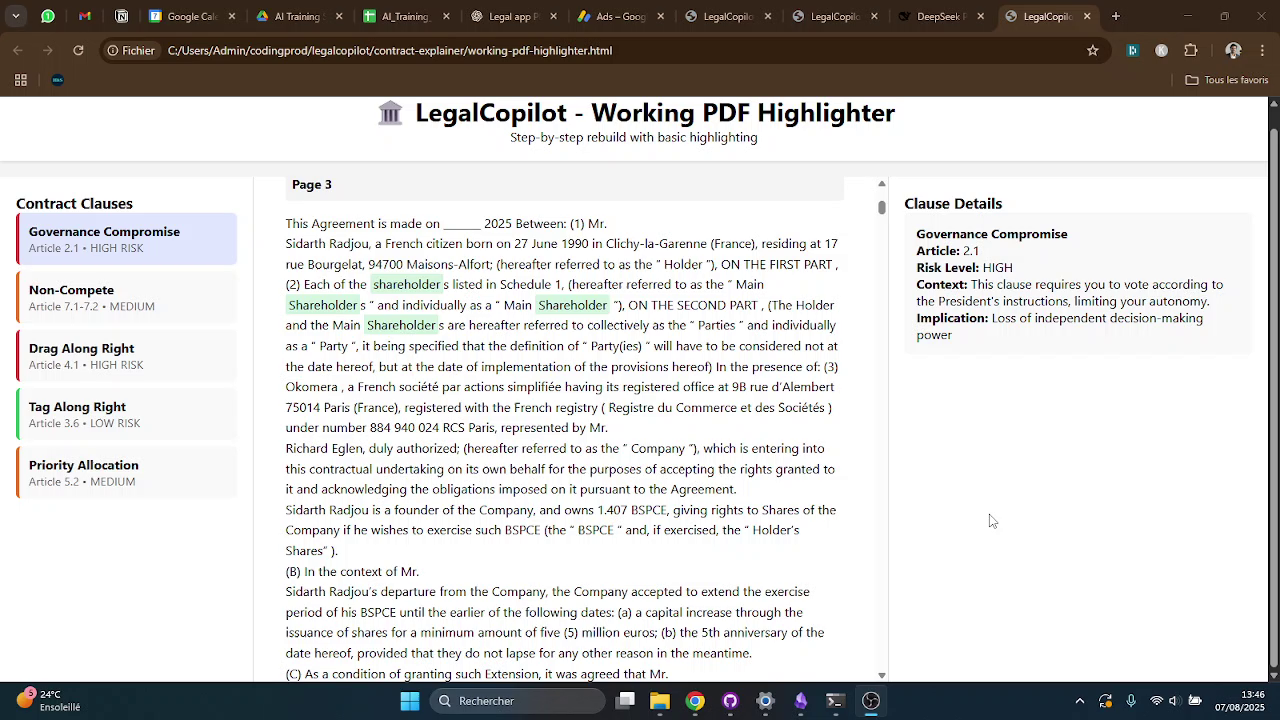 Google Cal
AI Training S
AI_Training_
Legal app R
Ads – Goog
LegalCopilo
LegalCopilo
DeepSeek
LegalCopilo
Fichier
C:/Users/Admin/codingprod/legalcopilot/contract-explainer/working-pdf-highlighter.html
Tous les favoris
🏛️ LegalCopilot - Working PDF Highlighter
Step-by-step rebuild with basic highlighting
Contract Clauses
Governance Compromise
Article 2.1 • HIGH RISK
Non-Compete
Article 7.1-7.2 • MEDIUM
Drag Along Right
Article 4.1 • HIGH RISK
Tag Along Right
Article 3.6 • LOW RISK
Priority Allocation
Article 5.2 • MEDIUM
Page 3
This Agreement is made on ______ 2025 Between: (1) Mr.
Sidarth Radjou, a French citizen born on 27 June 1990 in Clichy-la-Garenne (France), residing at 17
rue Bourgelat, 94700 Maisons-Alfort; (hereafter referred to as the “ Holder ”), ON THE FIRST PART ,
(2) Each of the shareholders listed in Schedule 1, (hereafter referred to as the “ Main
Shareholders “ and individually as a “ Main Shareholder ”), ON THE SECOND PART , (The Holder
and the Main Shareholders are hereafter referred to collectively as the “ Parties ” and individually
as a “ Party ”, it being specified that the definition of “ Party(ies) ” will have to be considered not at
the date hereof, but at the date of implementation of the provisions hereof) In the presence of: (3)
Okomera , a French société par actions simplifiée having its registered office at 9B rue d’Alembert
75014 Paris (France), registered with the French registry ( Registre du Commerce et des Sociétés )
under number 884 940 024 RCS Paris, represented by Mr.
Richard Eglen, duly authorized; (hereafter referred to as the “ Company ”), which is entering into
this contractual undertaking on its own behalf for the purposes of accepting the rights granted to
it and acknowledging the obligations imposed on it pursuant to the Agreement.
Sidarth Radjou is a founder of the Company, and owns 1.407 BSPCE, giving rights to Shares of the
Company if he wishes to exercise such BSPCE (the “ BSPCE “ and, if exercised, the “ Holder’s
Shares” ).
(B) In the context of Mr.
Sidarth Radjou’s departure from the Company, the Company accepted to extend the exercise
period of his BSPCE until the earlier of the following dates: (a) a capital increase through the
issuance of shares for a minimum amount of five (5) million euros; (b) the 5th anniversary of the
date hereof, provided that they do not lapse for any other reason in the meantime.
(C) As a condition of granting such Extension, it was agreed that Mr.
Clause Details
Governance Compromise
Article: 2.1
Risk Level: HIGH
Context: This clause requires you to vote according to
the President's instructions, limiting your autonomy.
Implication: Loss of independent decision-making
power
5
24°C
Ensoleillé
Rechercher
13:46
07/08/2025